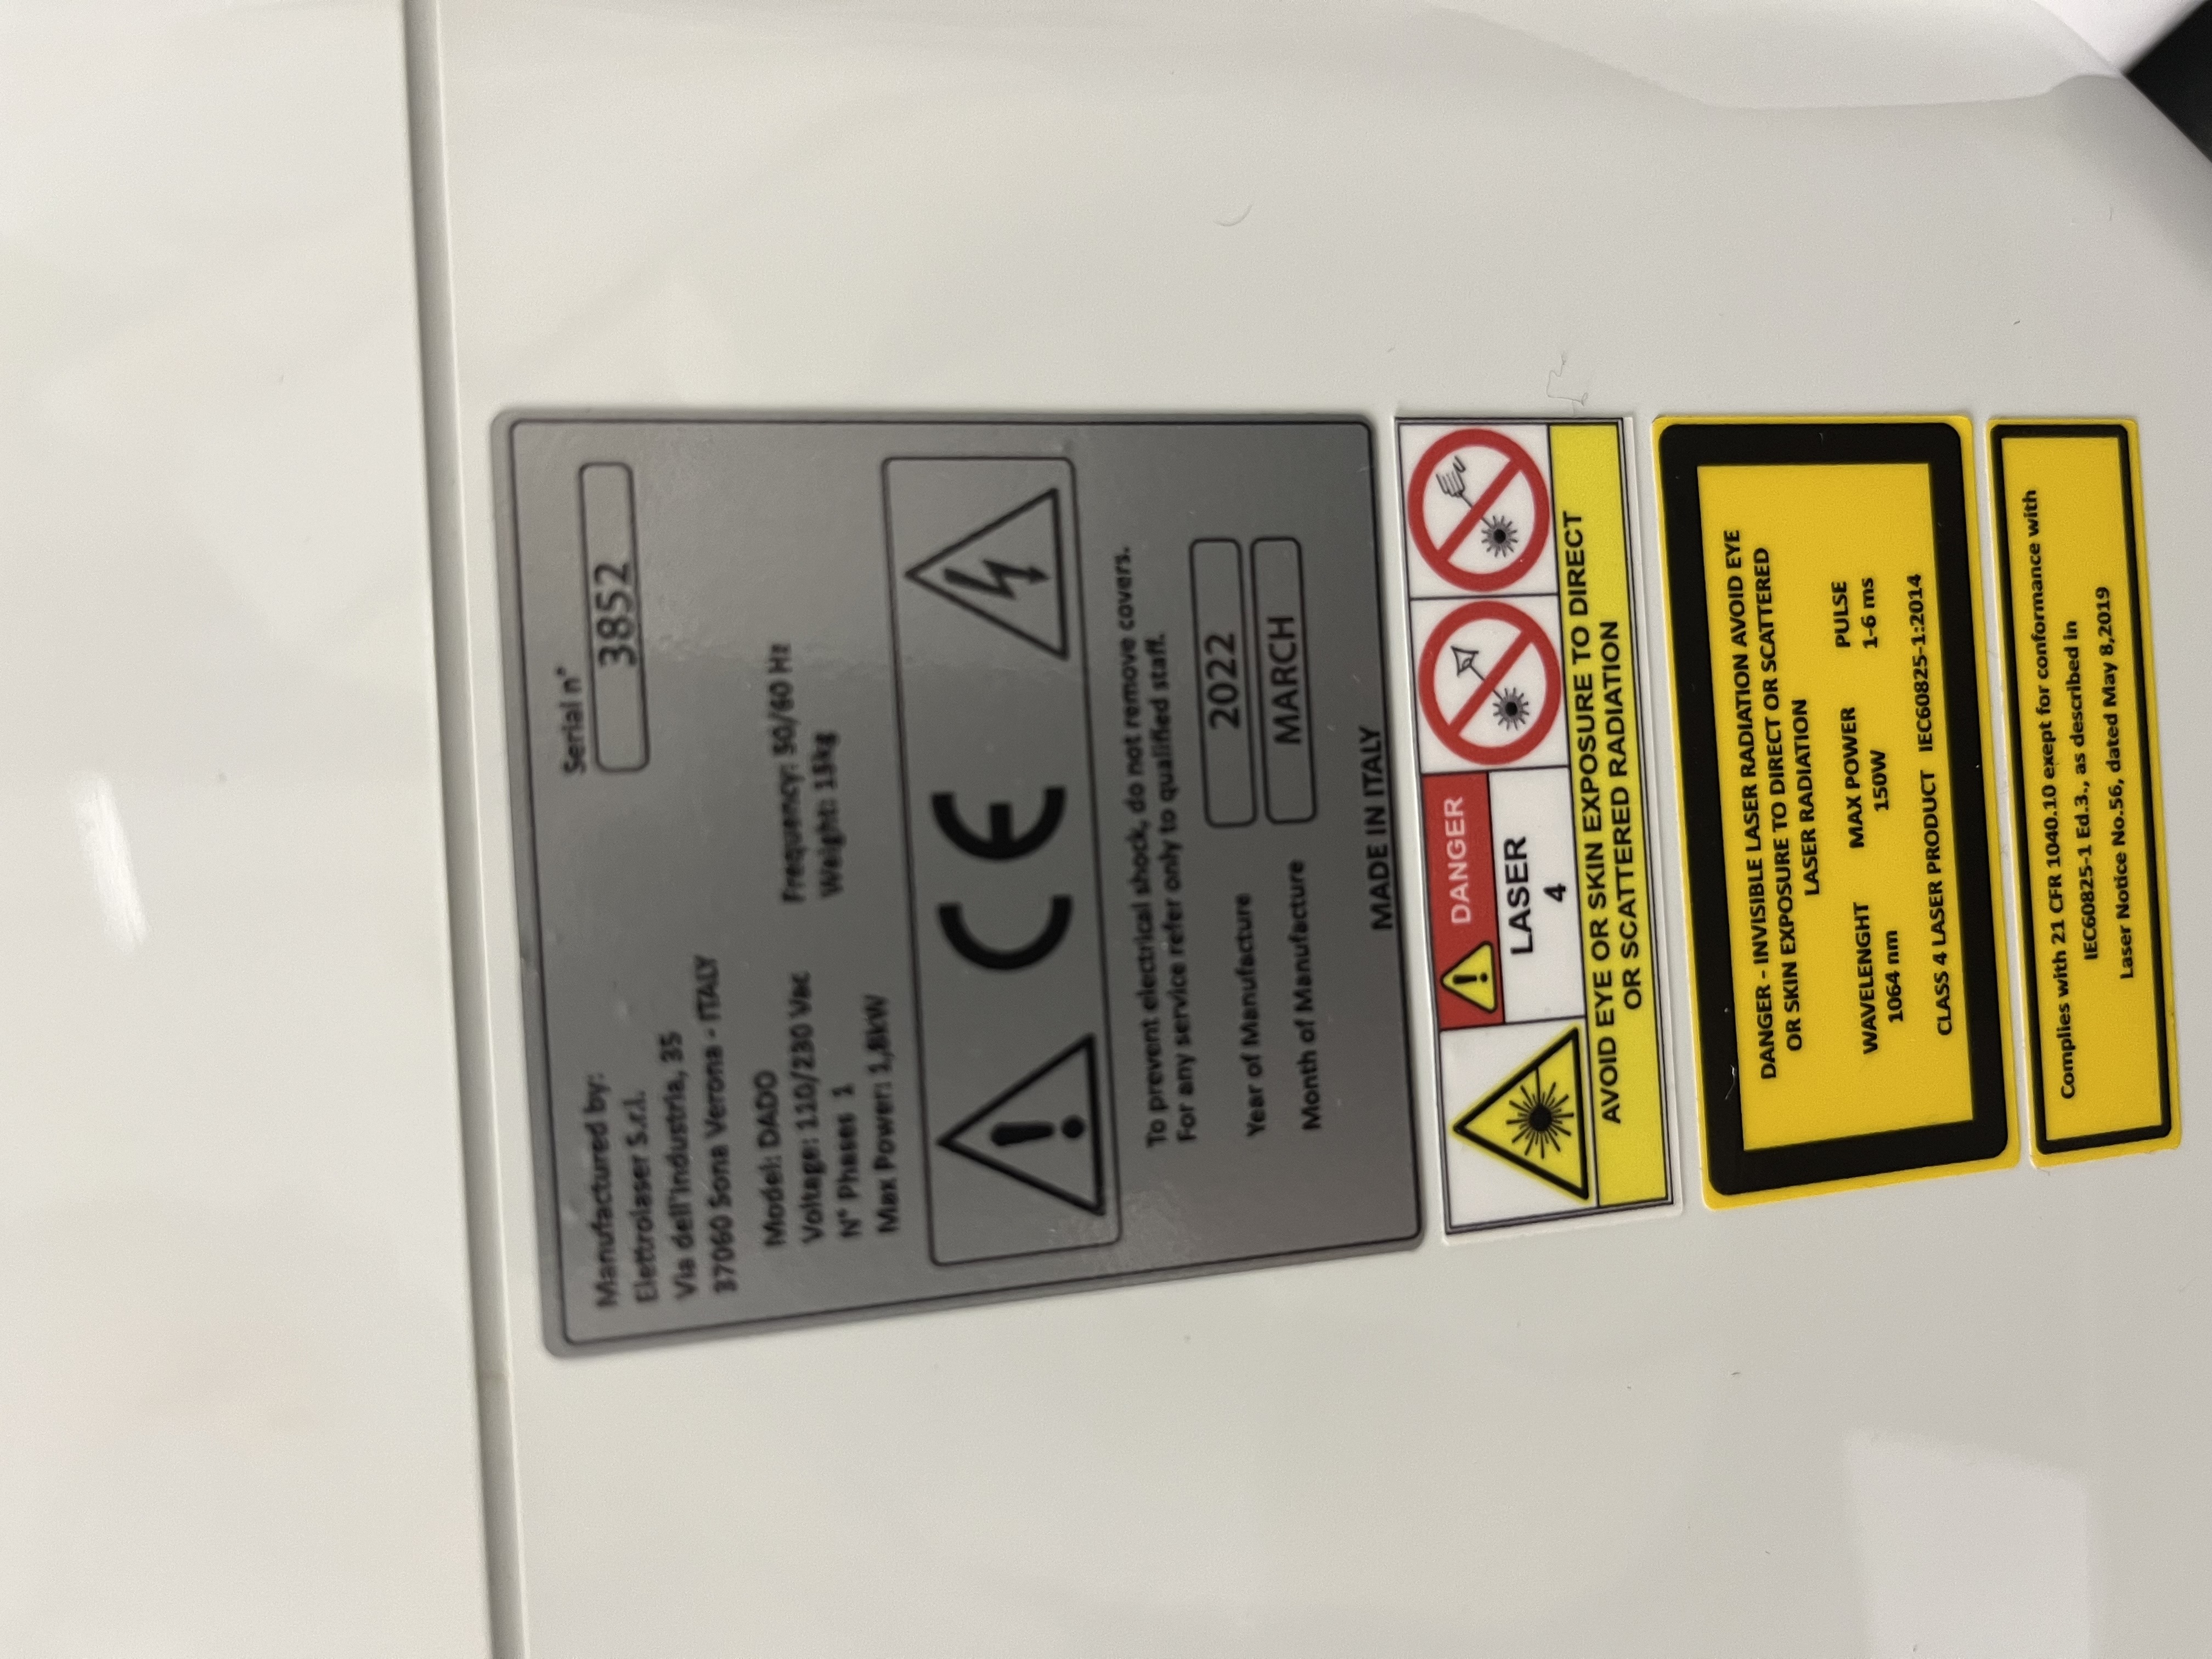 Manufactured by:
Elettrolaser S.r.l.
Via dell'Industria, 35
37060 Sona Verona - ITALY
Serial n°
3852
Model: DADO
Voltage: 110/230 Vac
Frequency: 50/60 Hz
N° Phases 1
Weight: 15kg
Max Power: 1,8kW
CE
To prevent electrical shock, do not remove covers.
For any service refer only to qualified staff.
Year of Manufacture 2022
Month of Manufacture MARCH
MADE IN ITALY
DANGER
LASER
4
AVOID EYE OR SKIN EXPOSURE TO DIRECT
OR SCATTERED RADIATION
DANGER - INVISIBLE LASER RADIATION AVOID EYE
OR SKIN EXPOSURE TO DIRECT OR SCATTERED
LASER RADIATION
WAVELENGHT MAX POWER PULSE
1064 nm 150W 1-6 ms
CLASS 4 LASER PRODUCT IEC60825-1:2014
Complies with 21 CFR 1040.10 exept for conformance with
IEC60825-1 Ed.3., as described in
Laser Notice No.56, dated May 8,2019